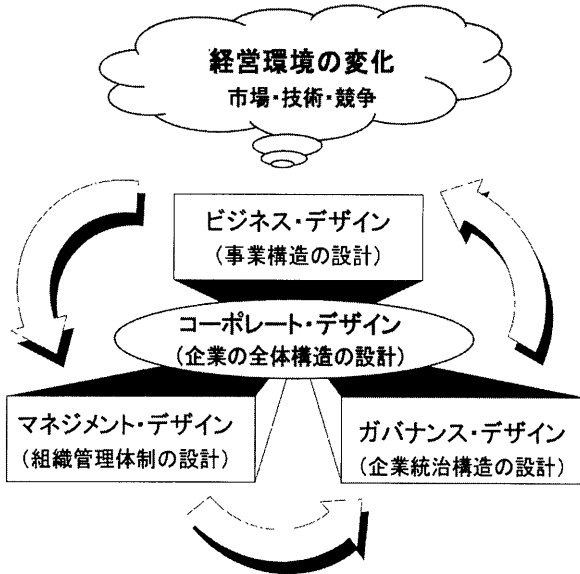 経営環境の変化
市場・技術・競争
ビジネス・デザイン
(事業構造の設計)
コーポレート・デザイン
(企業の全体構造の設計)
マネジメント・デザイン
(組織管理体制の設計)
ガバナンス・デザイン
(企業統治構造の設計)